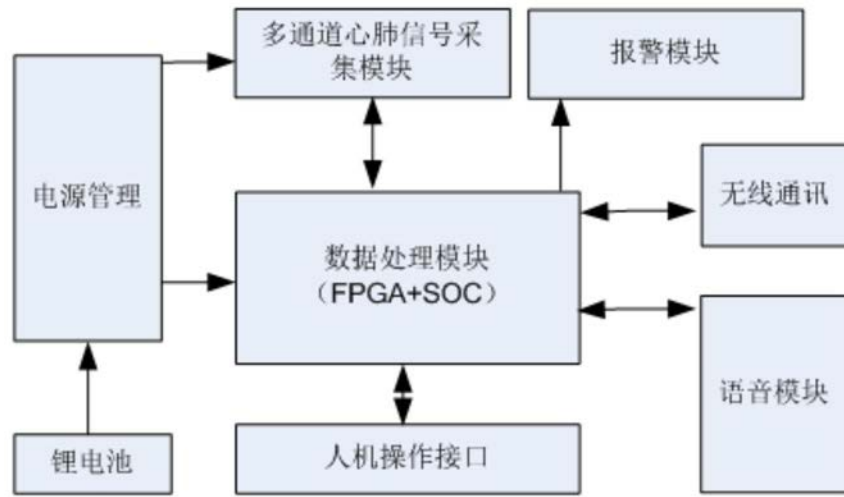 多通道心肺信号采
集模块
报警模块
电源管理
无线通讯
数据处理模块
（FPGA+SOC）
语音模块
锂电池
人机操作接口